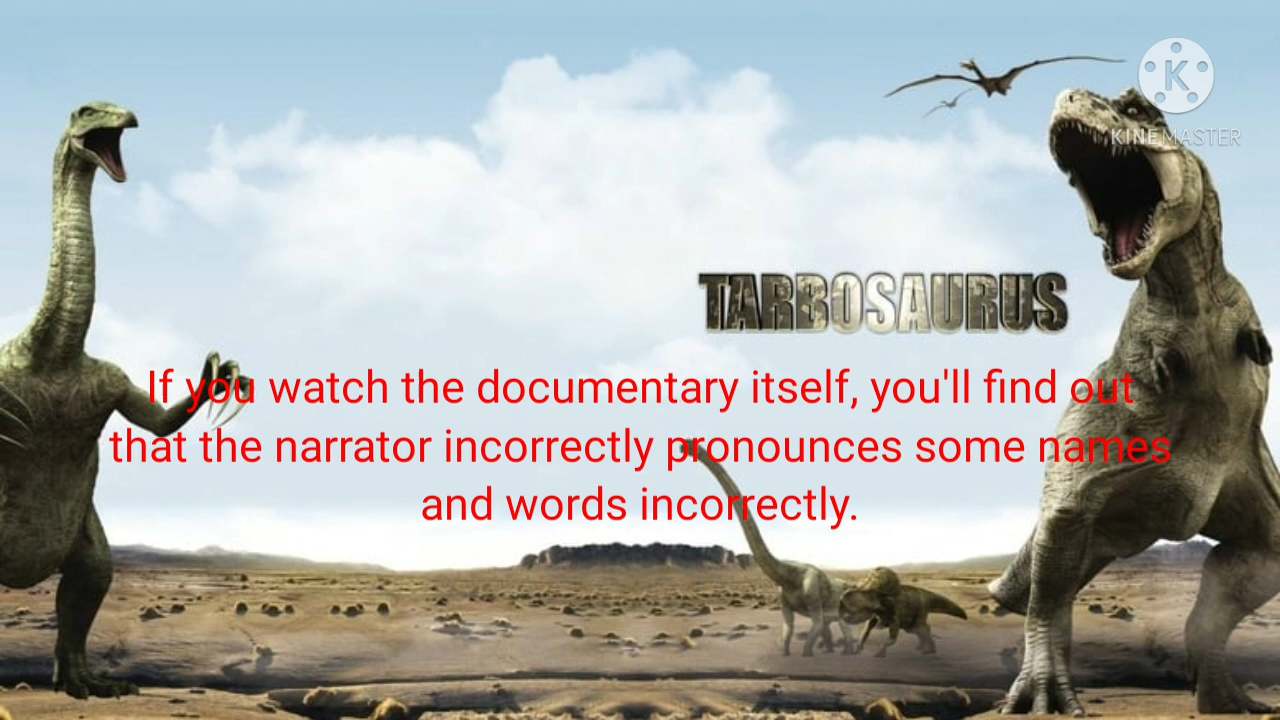 K
KINEMASTER
TARBOSAURUS
If you watch the documentary itself, you'll find out
that the narrator incorrectly pronounces some names
and words incorrectly.